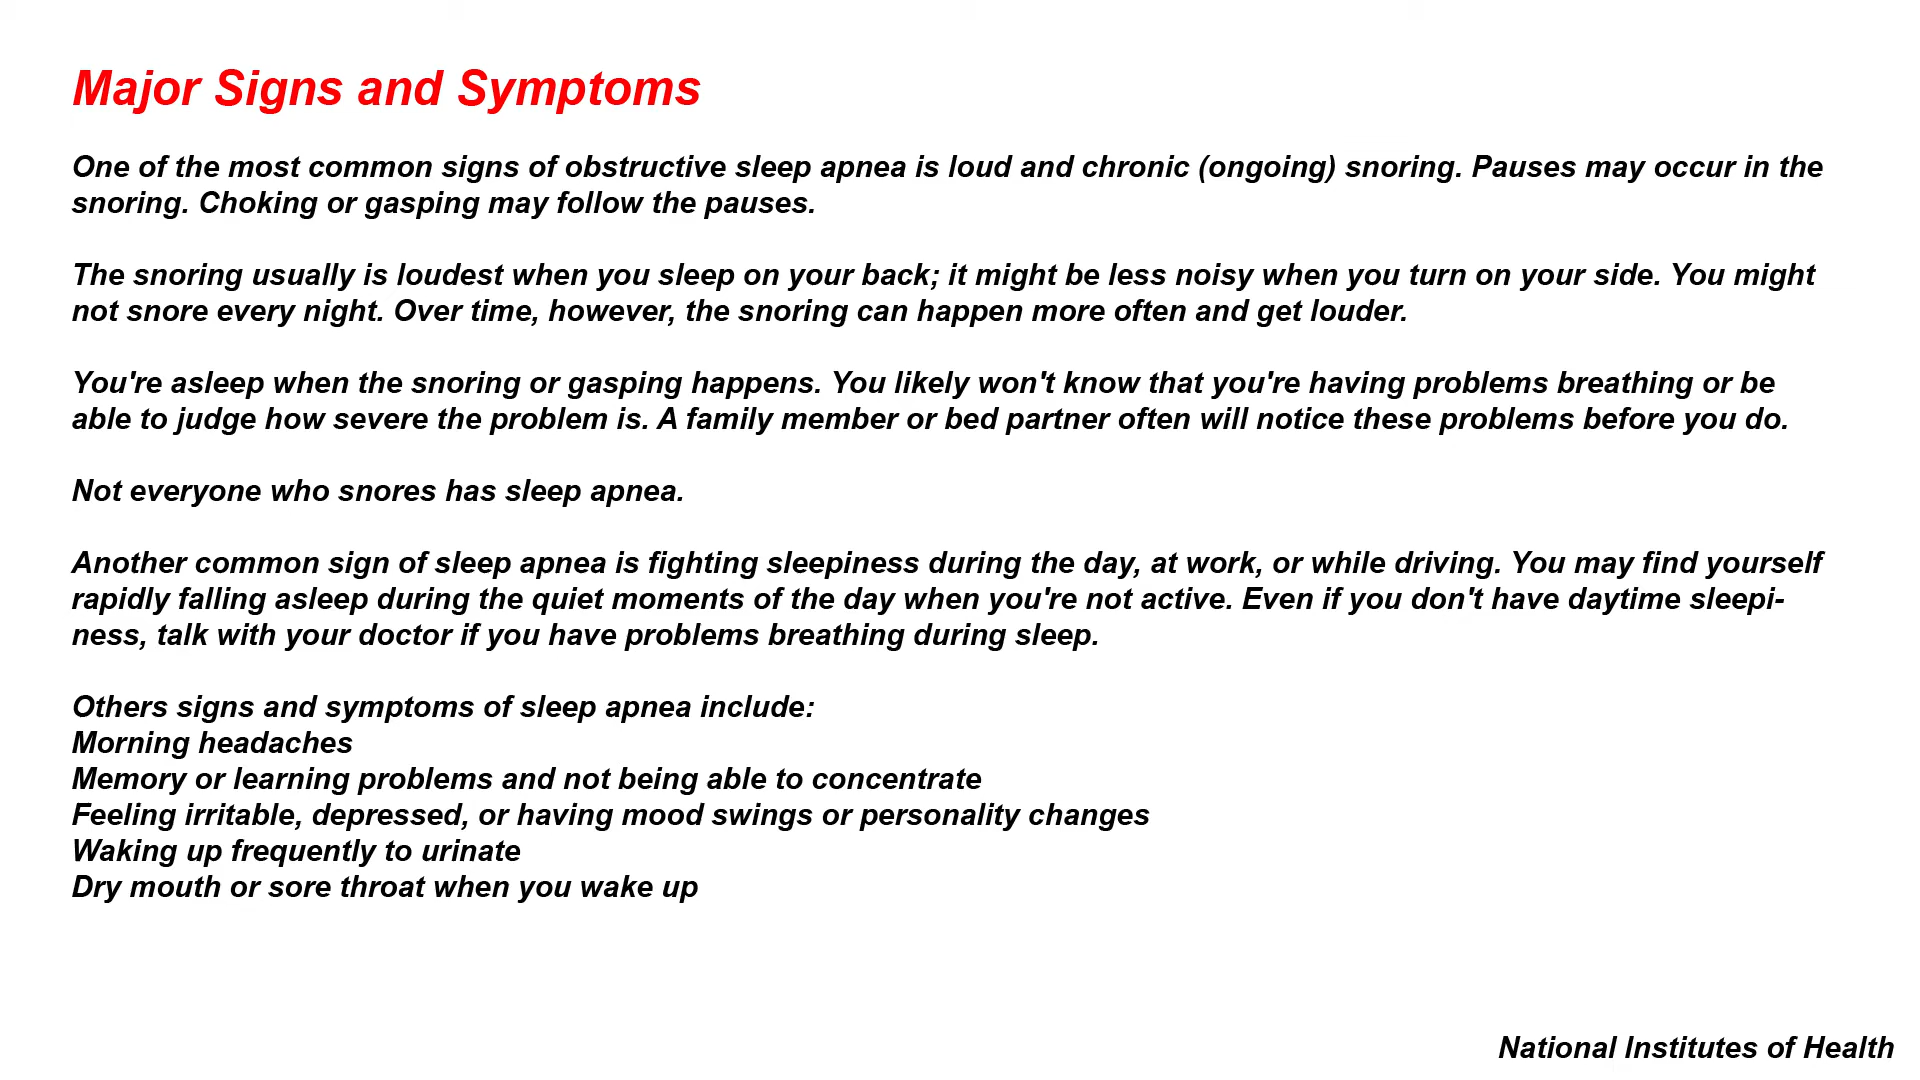 Major Signs and Symptoms
One of the most common signs of obstructive sleep apnea is loud and chronic (ongoing) snoring. Pauses may occur in the
snoring. Choking or gasping may follow the pauses.
The snoring usually is loudest when you sleep on your back; it might be less noisy when you turn on your side. You might
not snore every night. Over time, however, the snoring can happen more often and get louder.
You're asleep when the snoring or gasping happens. You likely won't know that you're having problems breathing or be
able to judge how severe the problem is. A family member or bed partner often will notice these problems before you do.
Not everyone who snores has sleep apnea.
Another common sign of sleep apnea is fighting sleepiness during the day, at work, or while driving. You may find yourself
rapidly falling asleep during the quiet moments of the day when you're not active. Even if you don't have daytime sleepi-
ness, talk with your doctor if you have problems breathing during sleep.
Others signs and symptoms of sleep apnea include:
Morning headaches
Memory or learning problems and not being able to concentrate
Feeling irritable, depressed, or having mood swings or personality changes
Waking up frequently to urinate
Dry mouth or sore throat when you wake up
National Institutes of Health